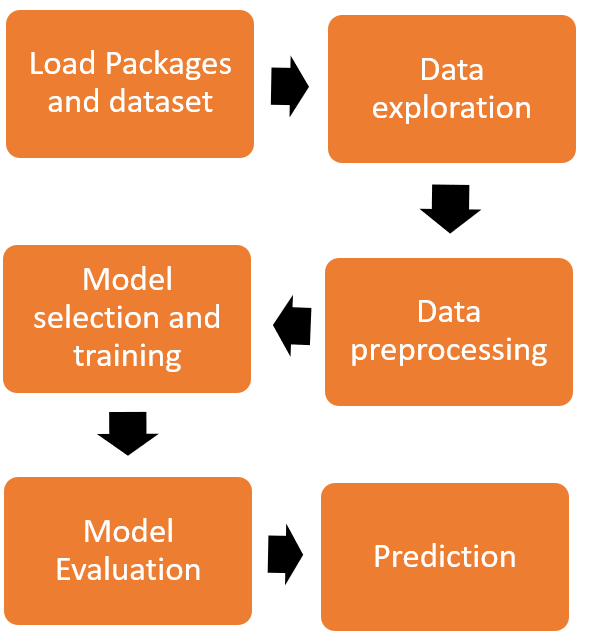 Load Packages
and dataset
Data
exploration
Data
preprocessing
Model
selection and
training
Model
Evaluation
Prediction